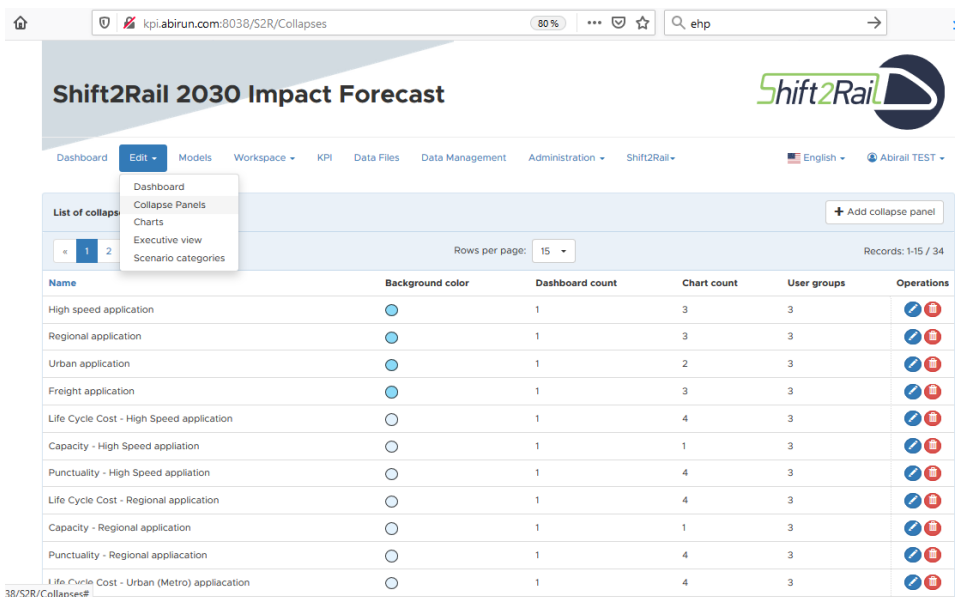 kpi.abirun.com:8038/S2R/Collapses 80% ehp
Shift2Rail 2030 Impact Forecast
Shift2Rail
Dashboard Edit Models Workspace KPI Data Files Data Management Administration Shift2Rail English Abirail TEST
Dashboard
Collapse Panels
Charts
Executive view
Scenario categories
List of collaps + Add collapse panel
« 1 2 Rows per page: 15 Records: 1-15 / 34
Name Background color Dashboard count Chart count User groups Operations
High speed application 1 3 3
Regional application 1 3 3
Urban application 1 2 3
Freight application 1 3 3
Life Cycle Cost - High Speed application 1 4 3
Capacity - High Speed appliation 1 1 3
Punctuality - High Speed appliation 1 4 3
Life Cycle Cost - Regional application 1 4 3
Capacity - Regional application 1 1 3
Punctuality - Regional appliacation 1 4 3
Life Cycle Cost - Urban (Metro) appliacation 1 4 3
38/S2R/Collapses#